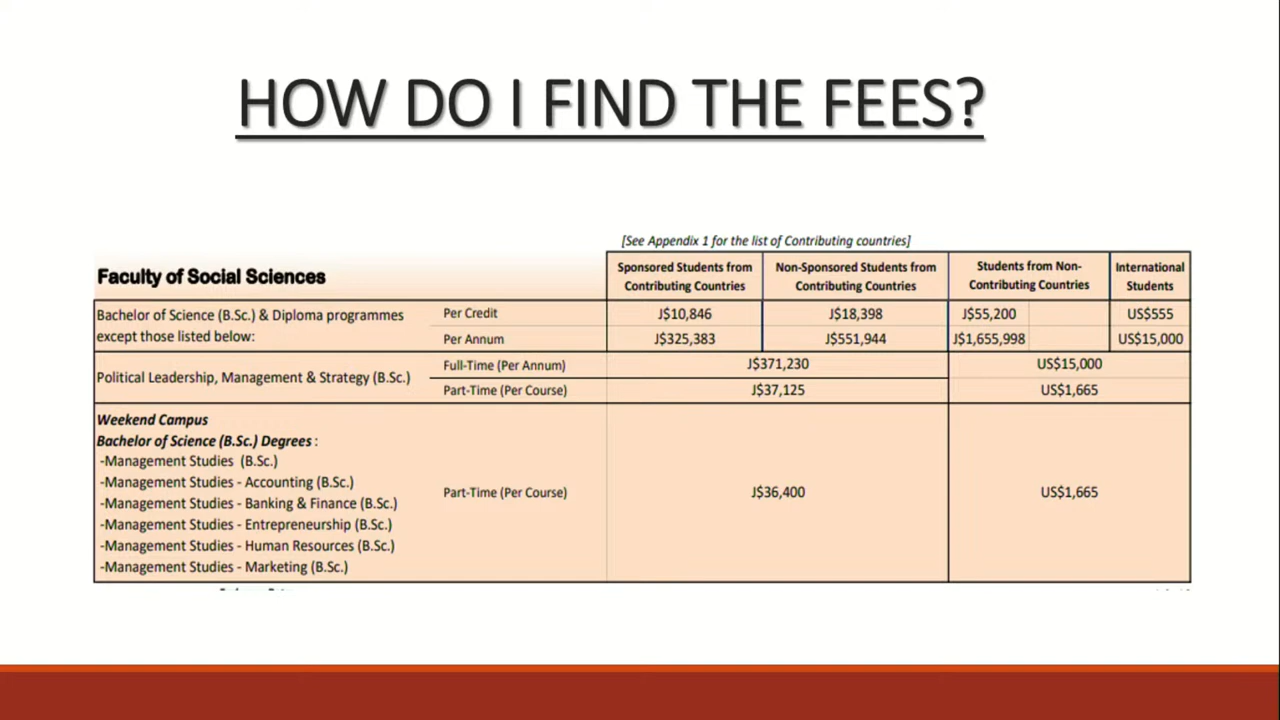 HOW DO I FIND THE FEES?
[See Appendix 1 for the list of Contributing countries]
Faculty of Social Sciences
Sponsored Students from
Contributing Countries
Non-Sponsored Students from
Contributing Countries
Students from Non-
Contributing Countries
International
Students
Bachelor of Science (B.Sc.) & Diploma programmes
except those listed below:
Per Credit J$10,846 J$18,398 J$55,200 US$555
Per Annum J$325,383 J$551,944 J$1,655,998 US$15,000
Political Leadership, Management & Strategy (B.Sc.)
Full-Time (Per Annum) J$371,230 US$15,000
Part-Time (Per Course) J$37,125 US$1,665
Weekend Campus
Bachelor of Science (B.Sc.) Degrees :
-Management Studies (B.Sc.)
-Management Studies - Accounting (B.Sc.)
-Management Studies - Banking & Finance (B.Sc.)
-Management Studies - Entrepreneurship (B.Sc.)
-Management Studies - Human Resources (B.Sc.)
-Management Studies - Marketing (B.Sc.)
Part-Time (Per Course) J$36,400 US$1,665